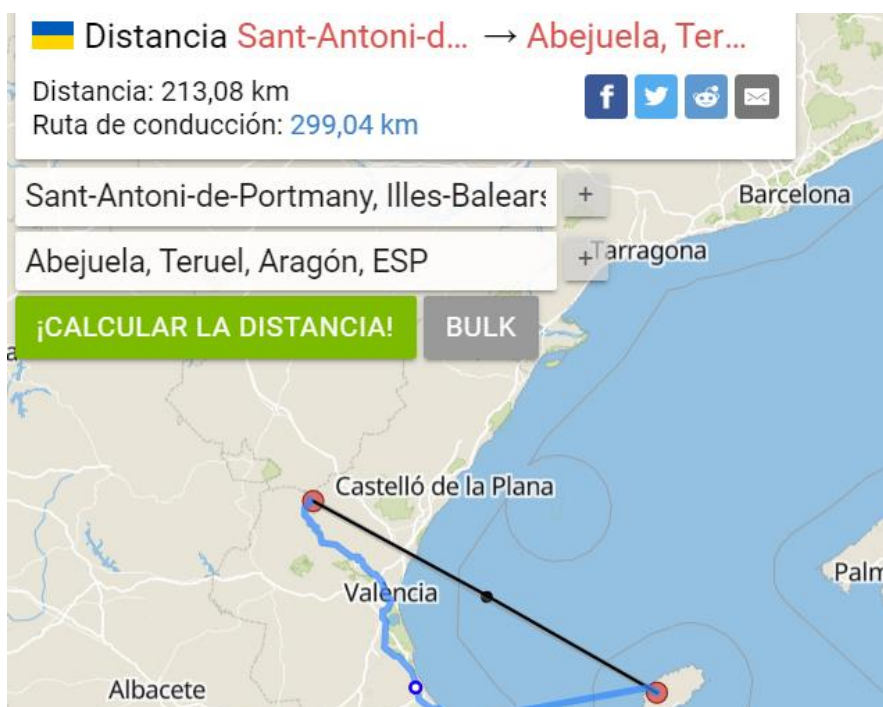 Distancia Sant-Antoni-d... → Abejuela, Ter...
Distancia: 213,08 km
Ruta de conducción: 299,04 km
f
Sant-Antoni-de-Portmany, Illes-Balears
+
Barcelona
Abejuela, Teruel, Aragón, ESP
+
Tarragona
¡CALCULAR LA DISTANCIA!
BULK
a
Castelló de la Plana
València
Palm
Albacete